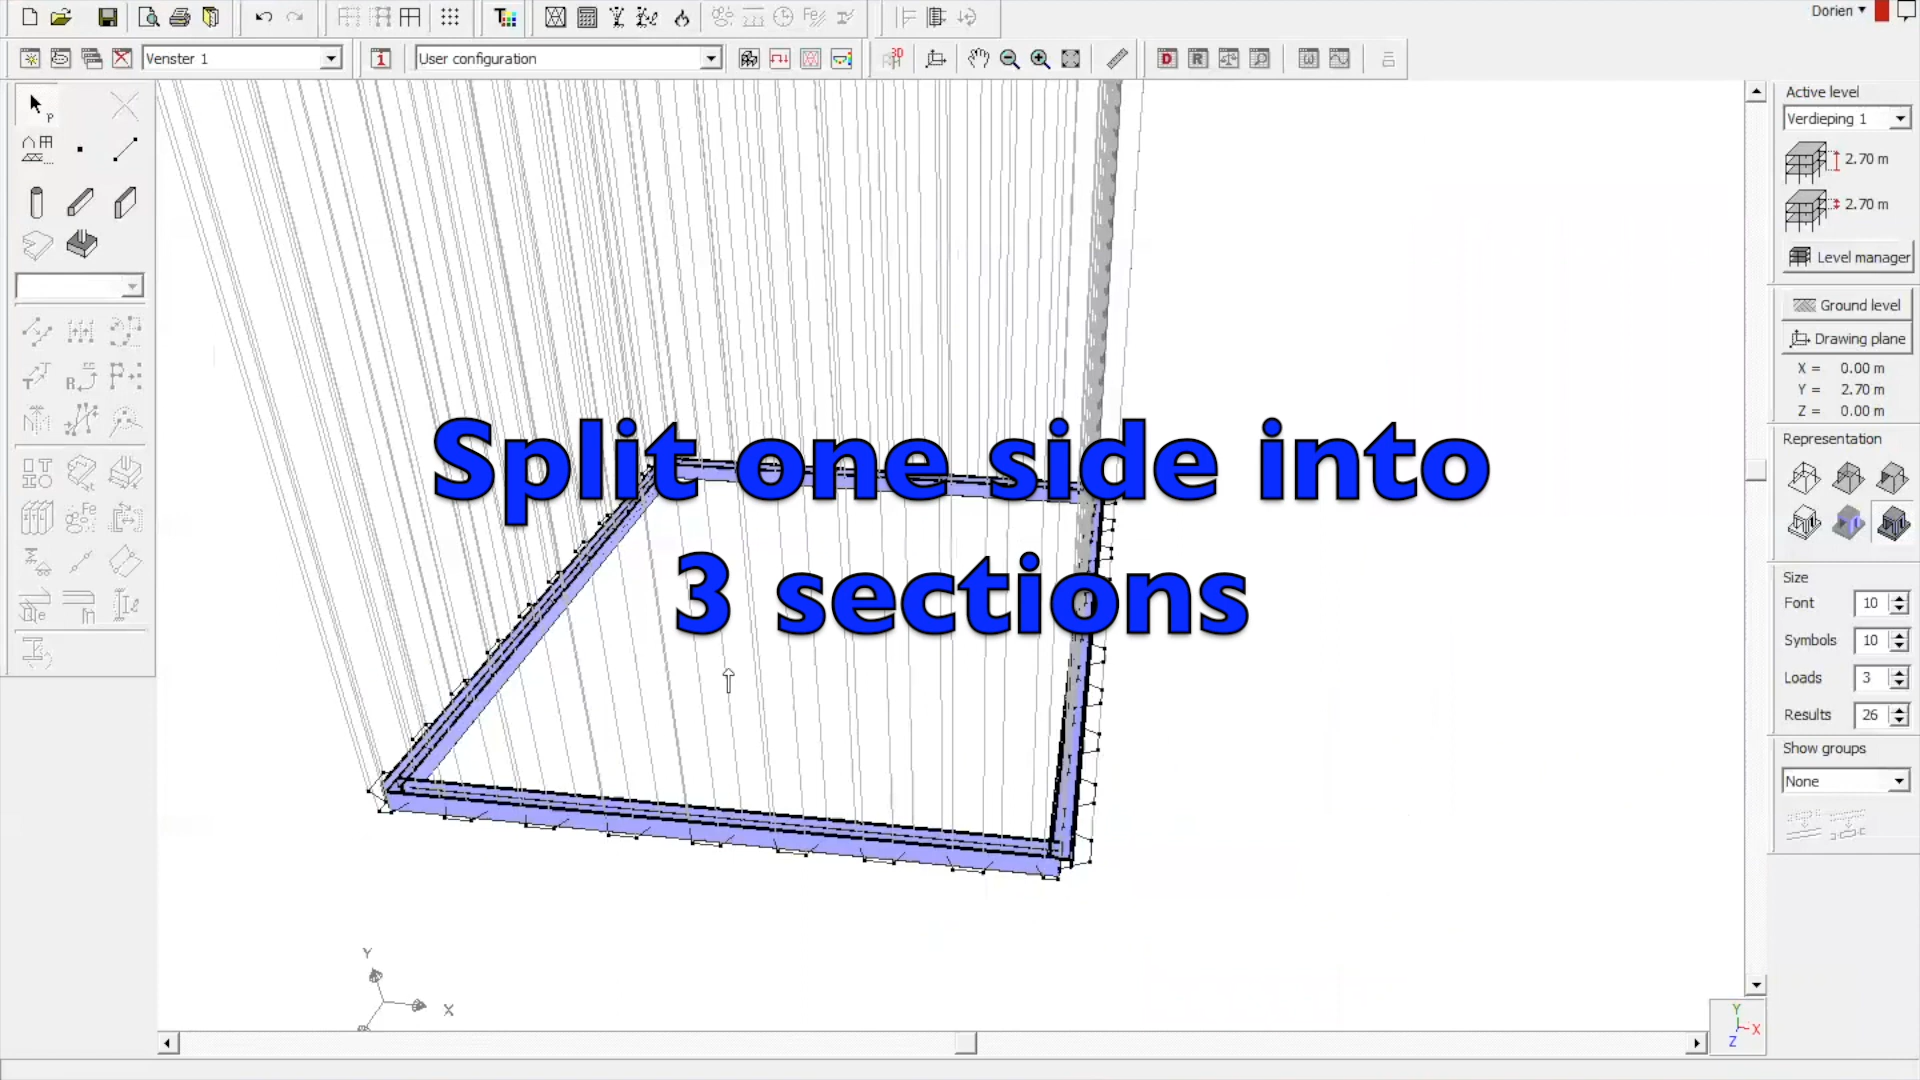 Dorien
Venster 1
User configuration
3D
D
R
Active level
Verdieping 1
2.70 m
2.70 m
Level manager
Ground level
Drawing plane
X = 0.00 m
Y = 2.70 m
Z = 0.00 m
Representation
Size
Font 10
Symbols 10
Loads 3
Results 26
Show groups
None
Split one side into
3 sections
Y
X
Y
X
Z